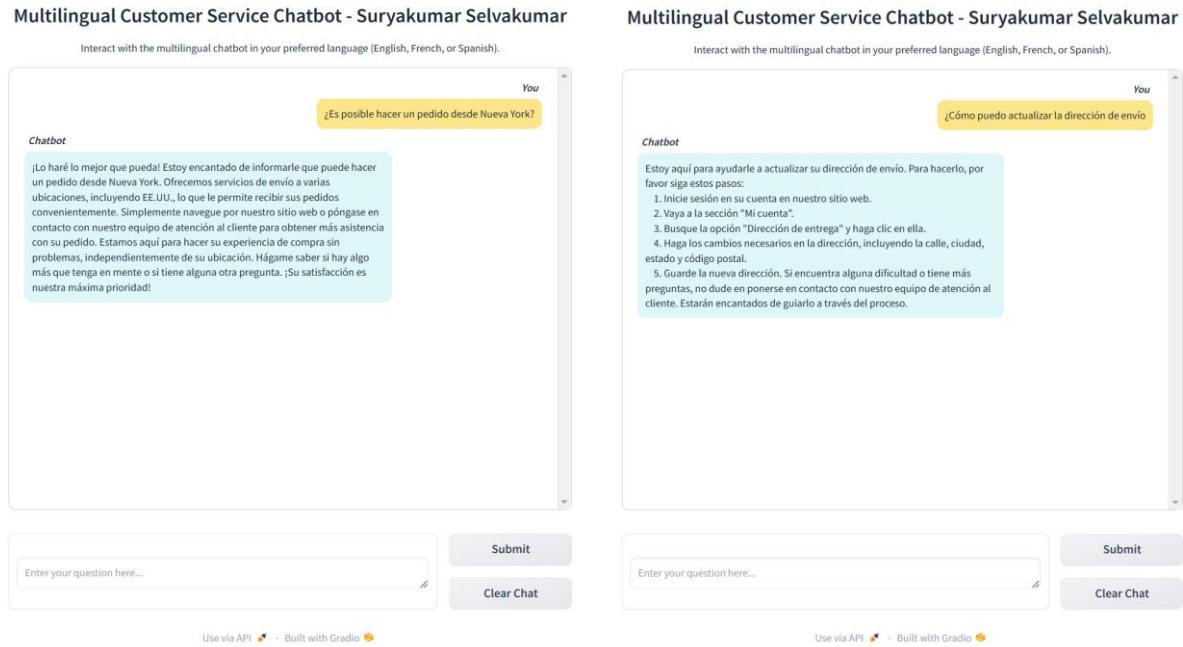 Multilingual Customer Service Chatbot - Suryakumar Selvakumar
Interact with the multilingual chatbot in your preferred language (English, French, or Spanish).
You
¿Es posible hacer un pedido desde Nueva York?
Chatbot
¡Lo haré lo mejor que pueda! Estoy encantado de informarle que puede hacer
un pedido desde Nueva York. Ofrecemos servicios de envío a varias
ubicaciones, incluyendo EE.UU., lo que le permite recibir sus pedidos
convenientemente. Simplemente navegue por nuestro sitio web o póngase en
contacto con nuestro equipo de atención al cliente para obtener más asistencia
con su pedido. Estamos aquí para hacer su experiencia de compra sin
problemas, independientemente de su ubicación. Hágame saber si hay algo
más que tenga en mente o si tiene alguna otra pregunta. ¡Su satisfacción es
nuestra máxima prioridad!
Enter your question here...
Submit
Clear Chat
Use via API · Built with Gradio
Multilingual Customer Service Chatbot - Suryakumar Selvakumar
Interact with the multilingual chatbot in your preferred language (English, French, or Spanish).
You
¿Cómo puedo actualizar la dirección de envío
Chatbot
Estoy aquí para ayudarle a actualizar su dirección de envío. Para hacerlo, por
favor siga estos pasos:
1. Inicie sesión en su cuenta en nuestro sitio web.
2. Vaya a la sección "Mi cuenta".
3. Busque la opción "Dirección de entrega" y haga clic en ella.
4. Haga los cambios necesarios en la dirección, incluyendo la calle, ciudad,
estado y código postal.
5. Guarde la nueva dirección. Si encuentra alguna dificultad o tiene más
preguntas, no dude en ponerse en contacto con nuestro equipo de atención al
cliente. Estarán encantados de guiarlo a través del proceso.
Enter your question here...
Submit
Clear Chat
Use via API · Built with Gradio